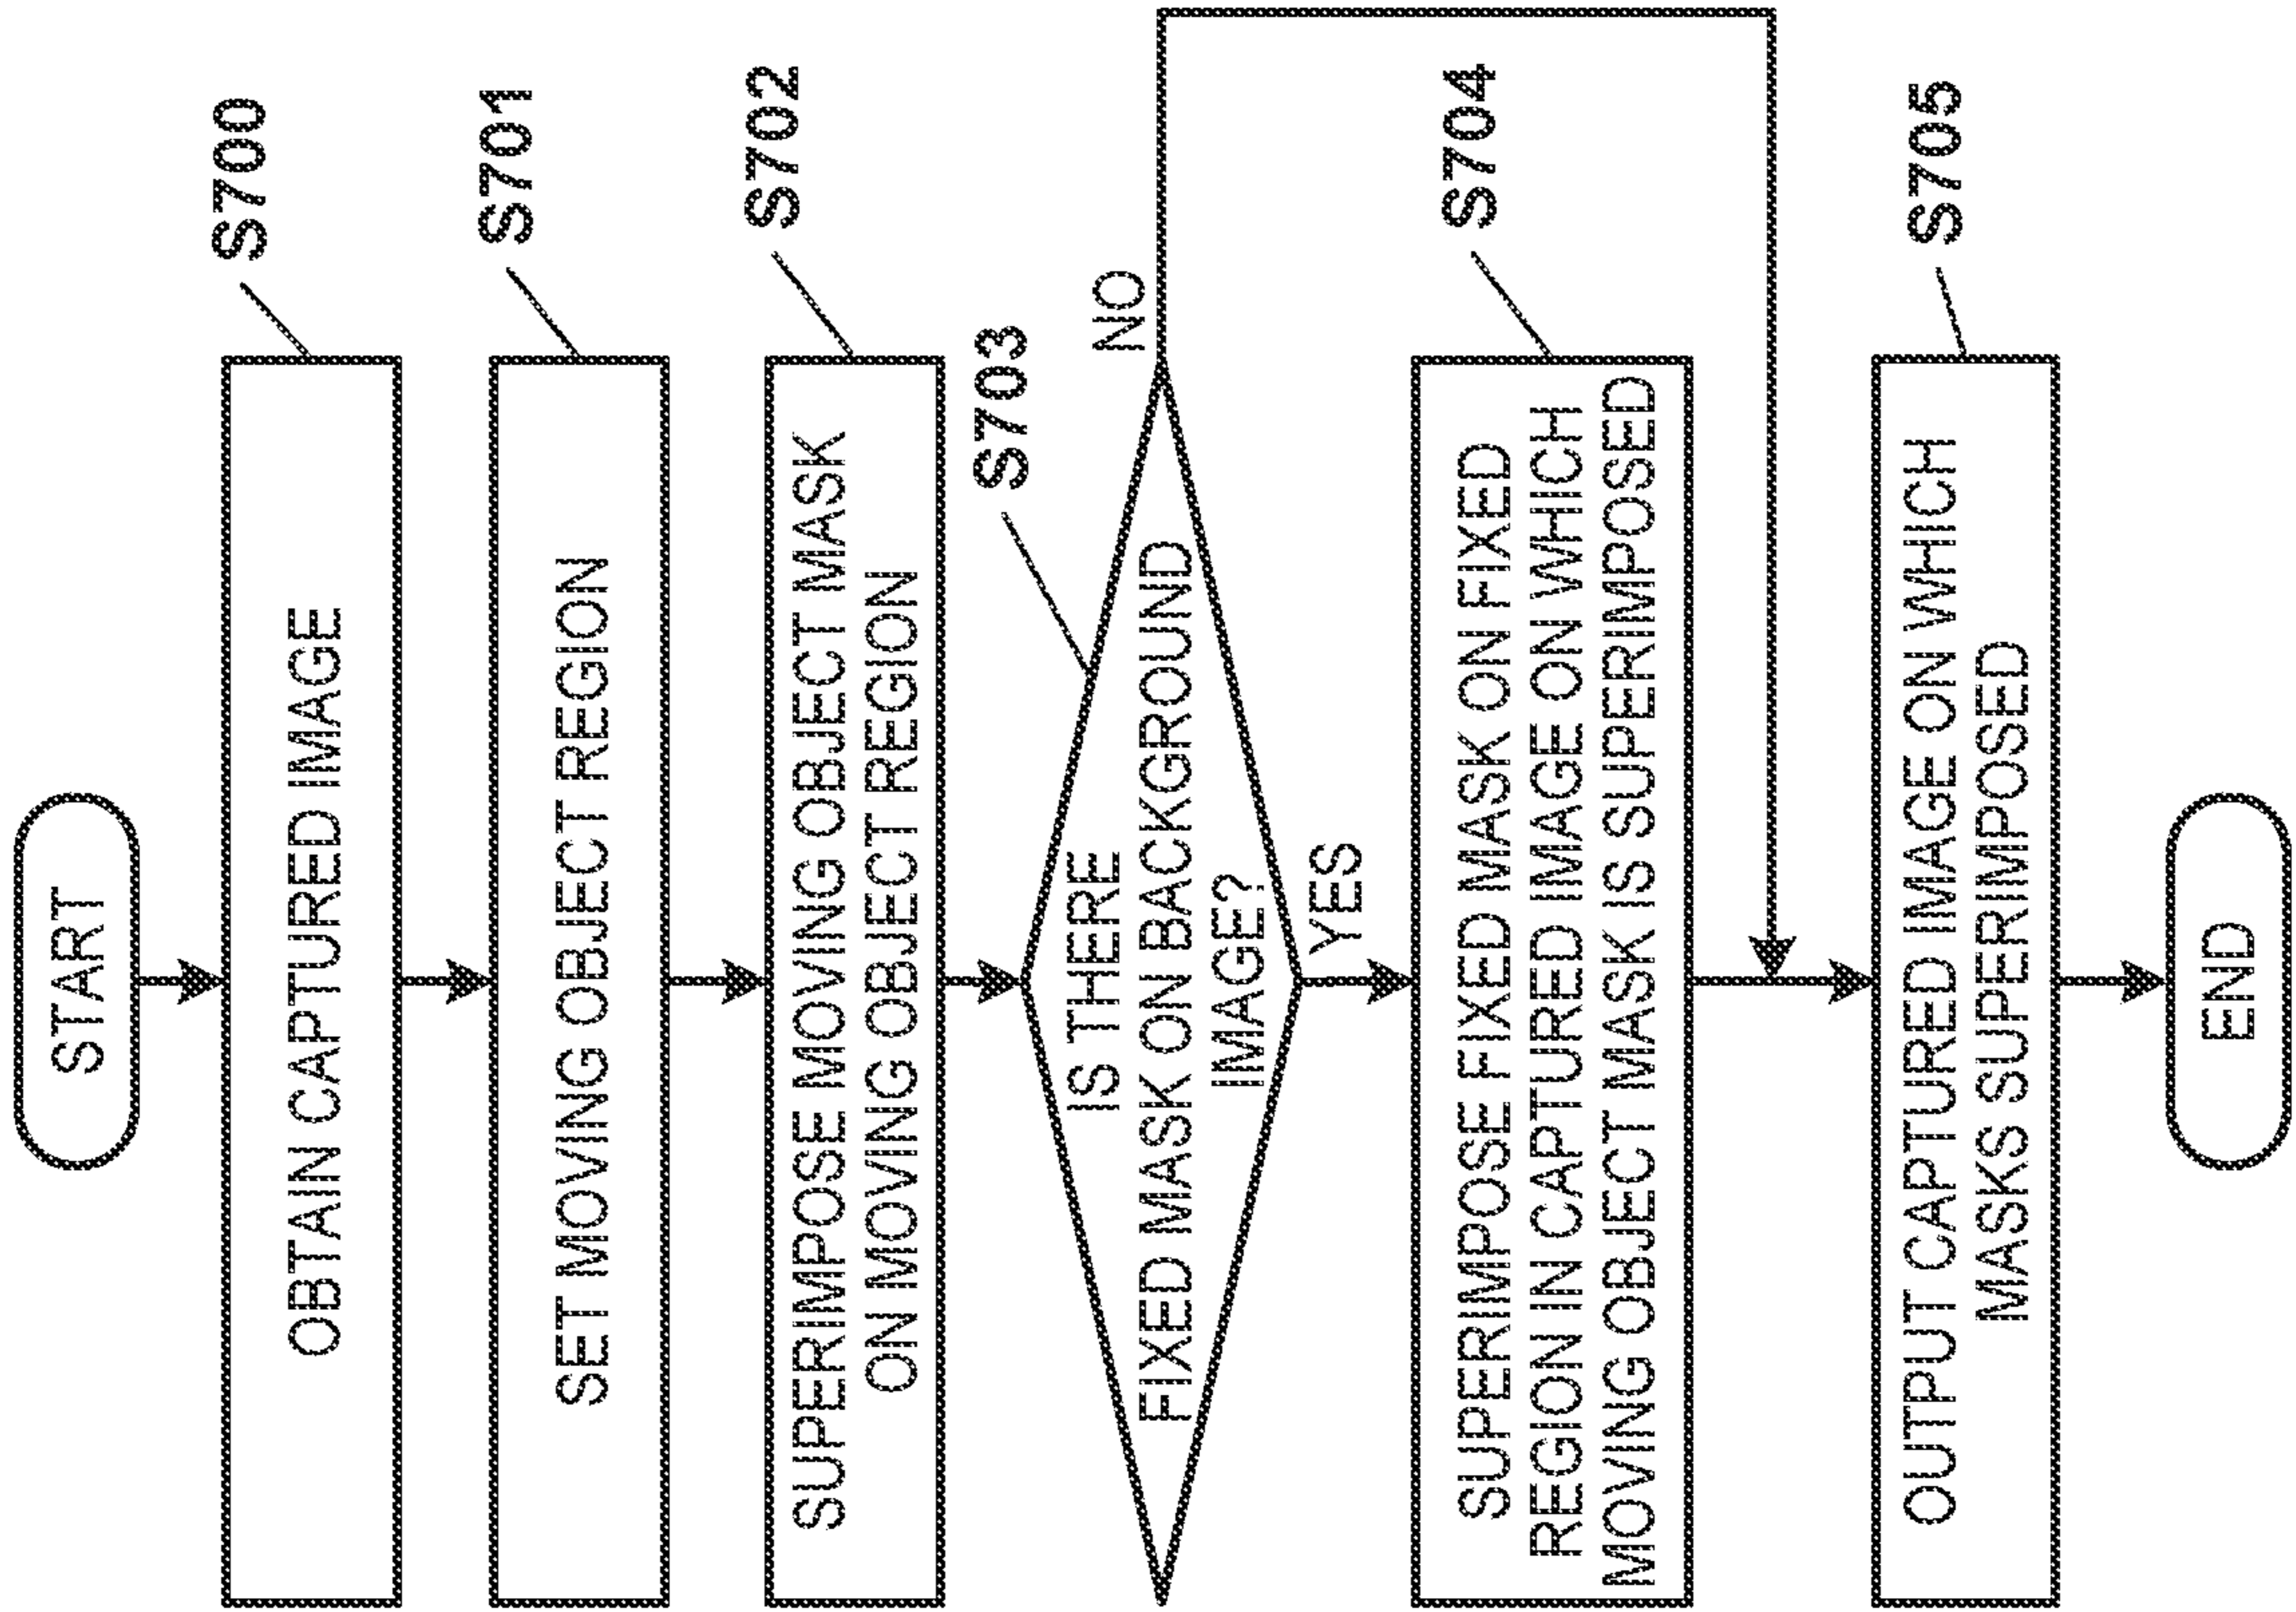 START
S700
OBTAIN CAPTURED IMAGE
S701
SET MOVING OBJECT REGION
S702
SUPERIMPOSE MOVING OBJECT MASK
ON MOVING OBJECT REGION
S703
IS THERE
FIXED MASK ON BACKGROUND
IMAGE?
NO
YES
S704
SUPERIMPOSE FIXED MASK ON FIXED
REGION IN CAPTURED IMAGE ON WHICH
MOVING OBJECT MASK IS SUPERIMPOSED
S705
OUTPUT CAPTURED IMAGE ON WHICH
MASKS SUPERIMPOSED
END